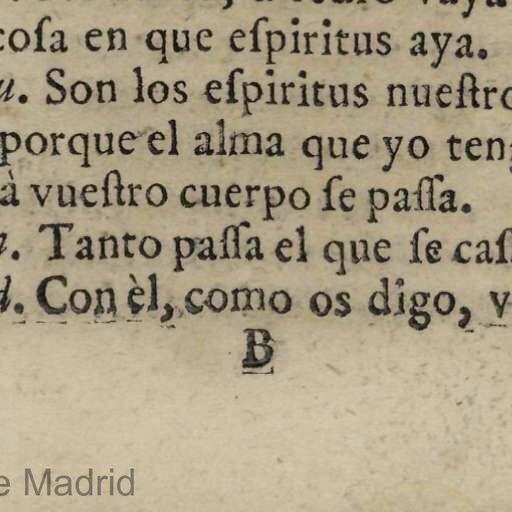 cosa en que eſpiritus aya.
u. Son los eſpiritus nueſtro
porque el alma que yo ten
à vueſtro cuerpo ſe paſſa.
Tanto paſſa el que ſe caſ
d. Con èl, como os digo, v
B
e Madrid